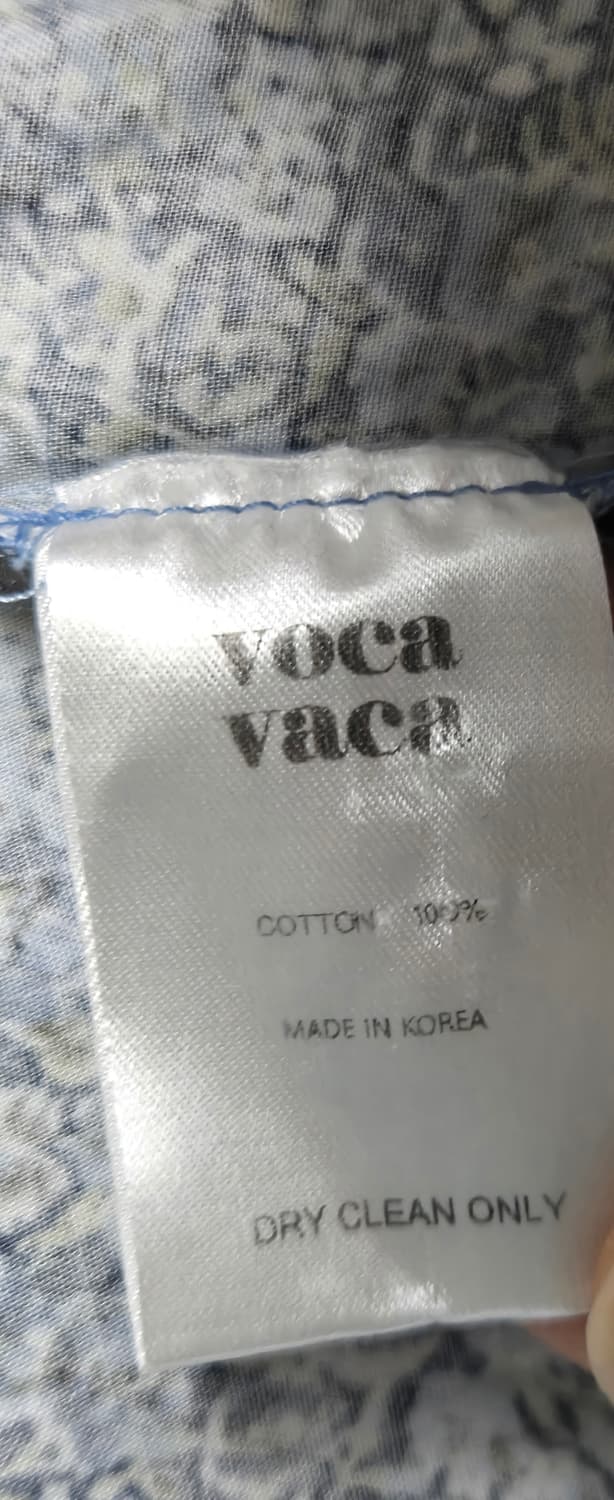 voca
vaca
COTTON 100%
MADE IN KOREA
DRY CLEAN ONLY